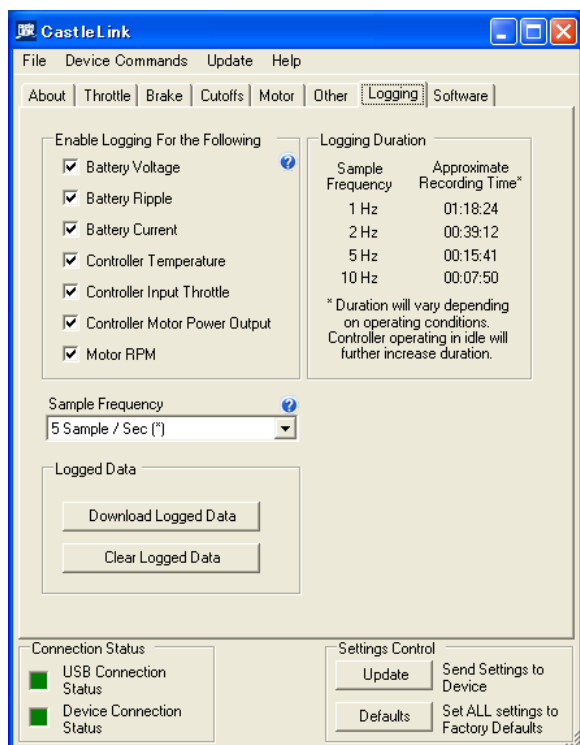 CastleLink
File Device Commands Update Help
About Throttle Brake Cutoffs Motor Other Logging Software
Enable Logging For the Following
Battery Voltage
Battery Ripple
Battery Current
Controller Temperature
Controller Input Throttle
Controller Motor Power Output
Motor RPM
Logging Duration
Sample Approximate
Frequency Recording Time*
1 Hz 01:18:24
2 Hz 00:39:12
5 Hz 00:15:41
10 Hz 00:07:50
* Duration will vary depending
on operating conditions.
Controller operating in idle will
further increase duration.
Sample Frequency
5 Sample / Sec (*)
Logged Data
Download Logged Data
Clear Logged Data
Connection Status
USB Connection
Status
Device Connection
Status
Settings Control
Update Send Settings to
Device
Defaults Set ALL settings to
Factory Defaults